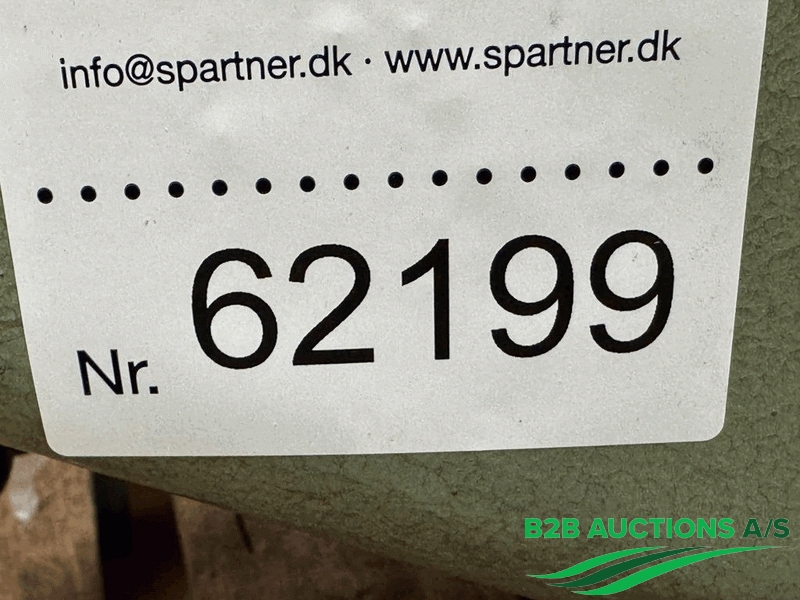 info@spartner.dk · www.spartner.dk
Nr. 62199
B2B AUCTIONS A/S